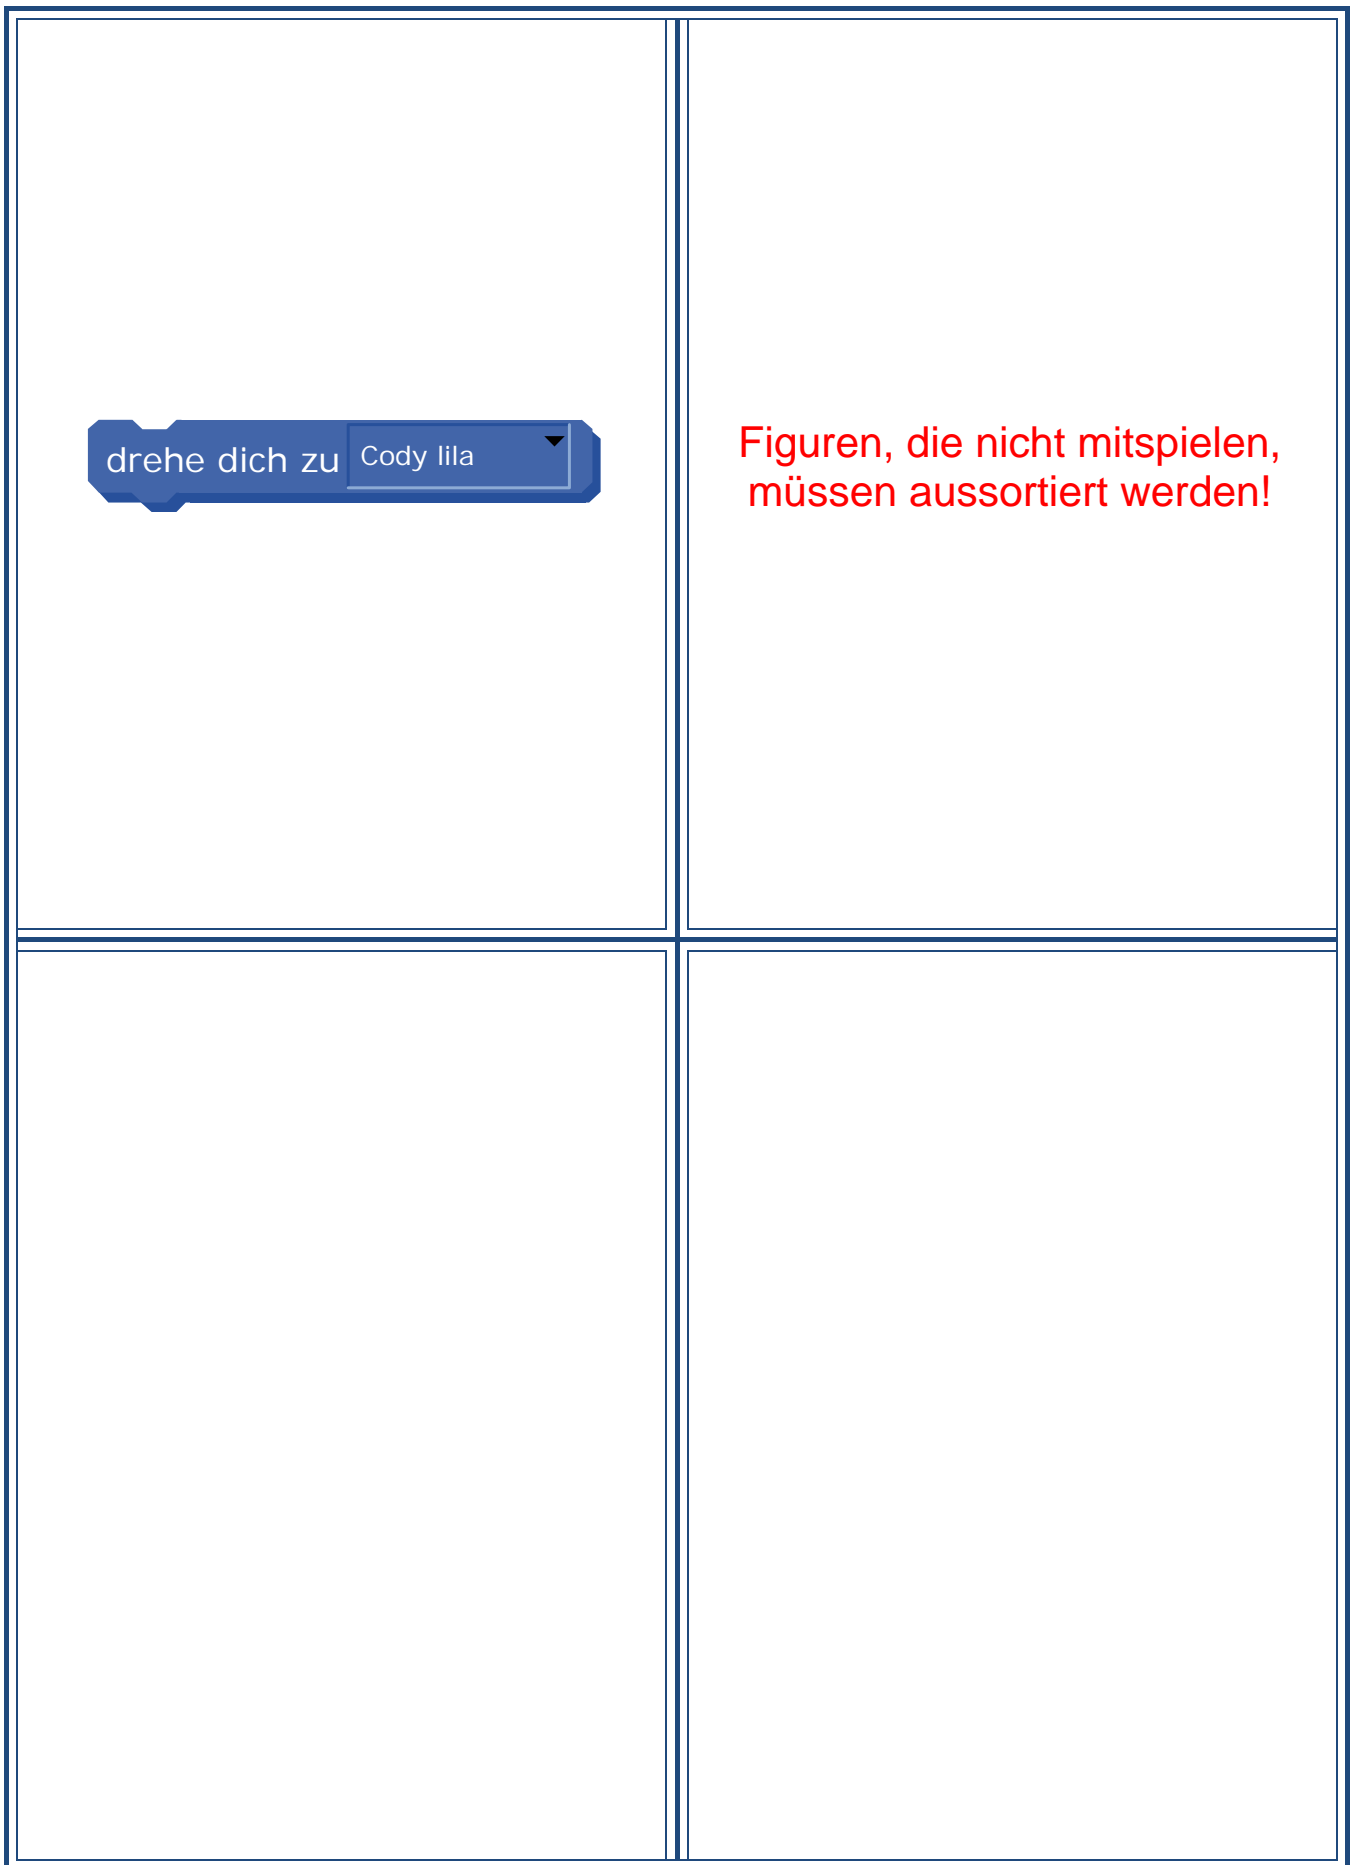 drehe dich zu Cody lila
Figuren, die nicht mitspielen,
müssen aussortiert werden!